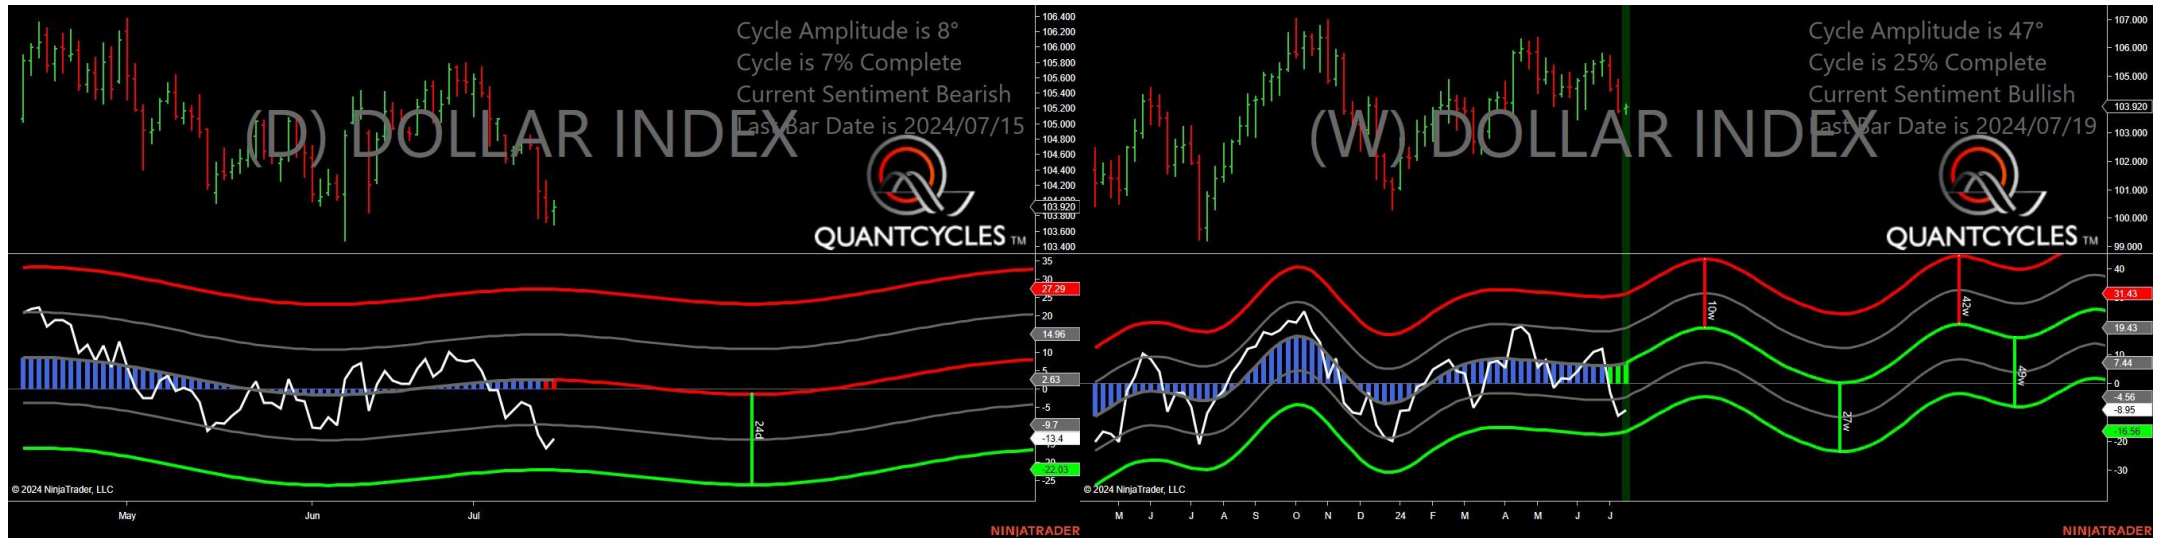 Cycle Amplitude is 8°
Cycle is 7% Complete
Current Sentiment Bearish
Last Bar Date is 2024/07/15
(D) DOLLAR INDEX
QUANTCYCLES TM
106.400
106.200
106.000
105.800
105.600
105.400
105.200
105.000
104.800
104.600
104.400
104.200
103.920
103.800
103.600
103.400
35
30
27.29
25
20
14.96
10
5
2.63
0
-5
-9.7
-13.4
-22.03
-25
24d
© 2024 NinjaTrader, LLC
May Jun Jul
NINJATRADER
Cycle Amplitude is 47°
Cycle is 25% Complete
Current Sentiment Bullish
Last Bar Date is 2024/07/19
(W) DOLLAR INDEX
QUANTCYCLES TM
107.000
106.000
105.000
103.920
103.000
102.000
101.000
100.000
99.000
40
31.43
19.43
10
7.44
0
-4.56
-8.95
-16.56
-20
-30
10w
27w
42w
49w
© 2024 NinjaTrader, LLC
M J J A S O N D 24 F M A M J J
NINJATRADER